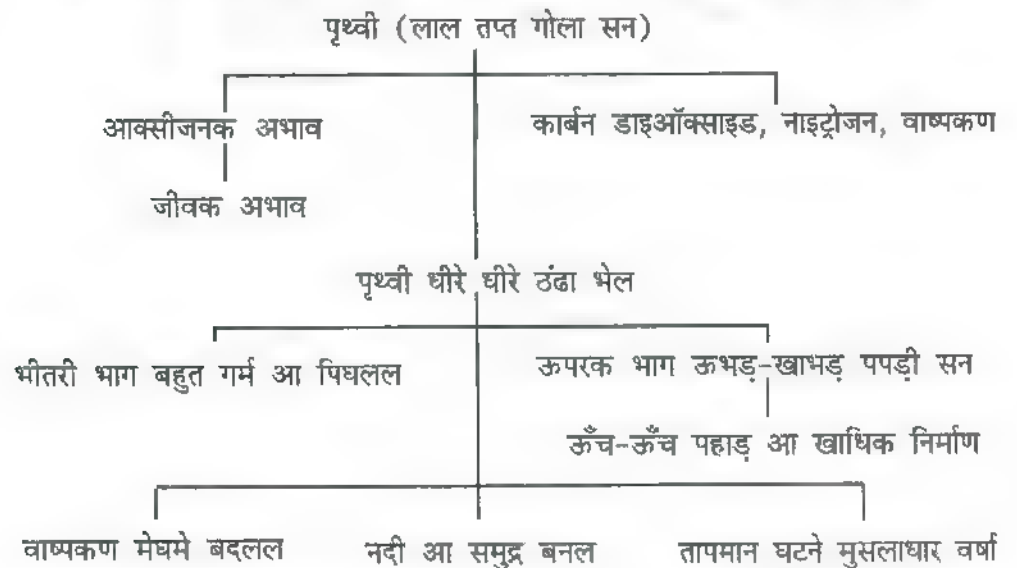 पृथ्वी (लाल तप्त गोला सन)
आक्सीजनक अभाव
कार्बन डाइऑक्साइड, नाइट्रोजन, वाष्पकण
जीवक अभाव
पृथ्वी धीरे धीरे ठंढा भेल
भीतरी भाग बहुत गर्म आ पिघलल
ऊपरक भाग ऊभड़-खाभड़ पपड़ी सन
ऊँच-ऊँच पहाड़ आ खाधिक निर्माण
वाष्पकण मेघमे बदलल
नदी आ समुद्र बनल
तापमान घटने मुसलाधार वर्षा